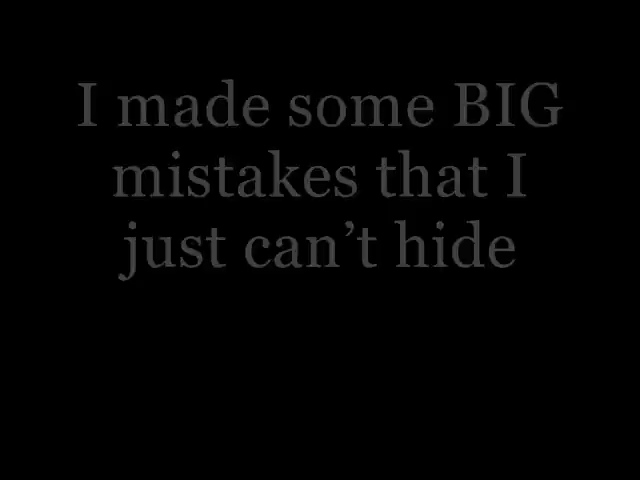 I made some BIG
mistakes that I
just can’t hide